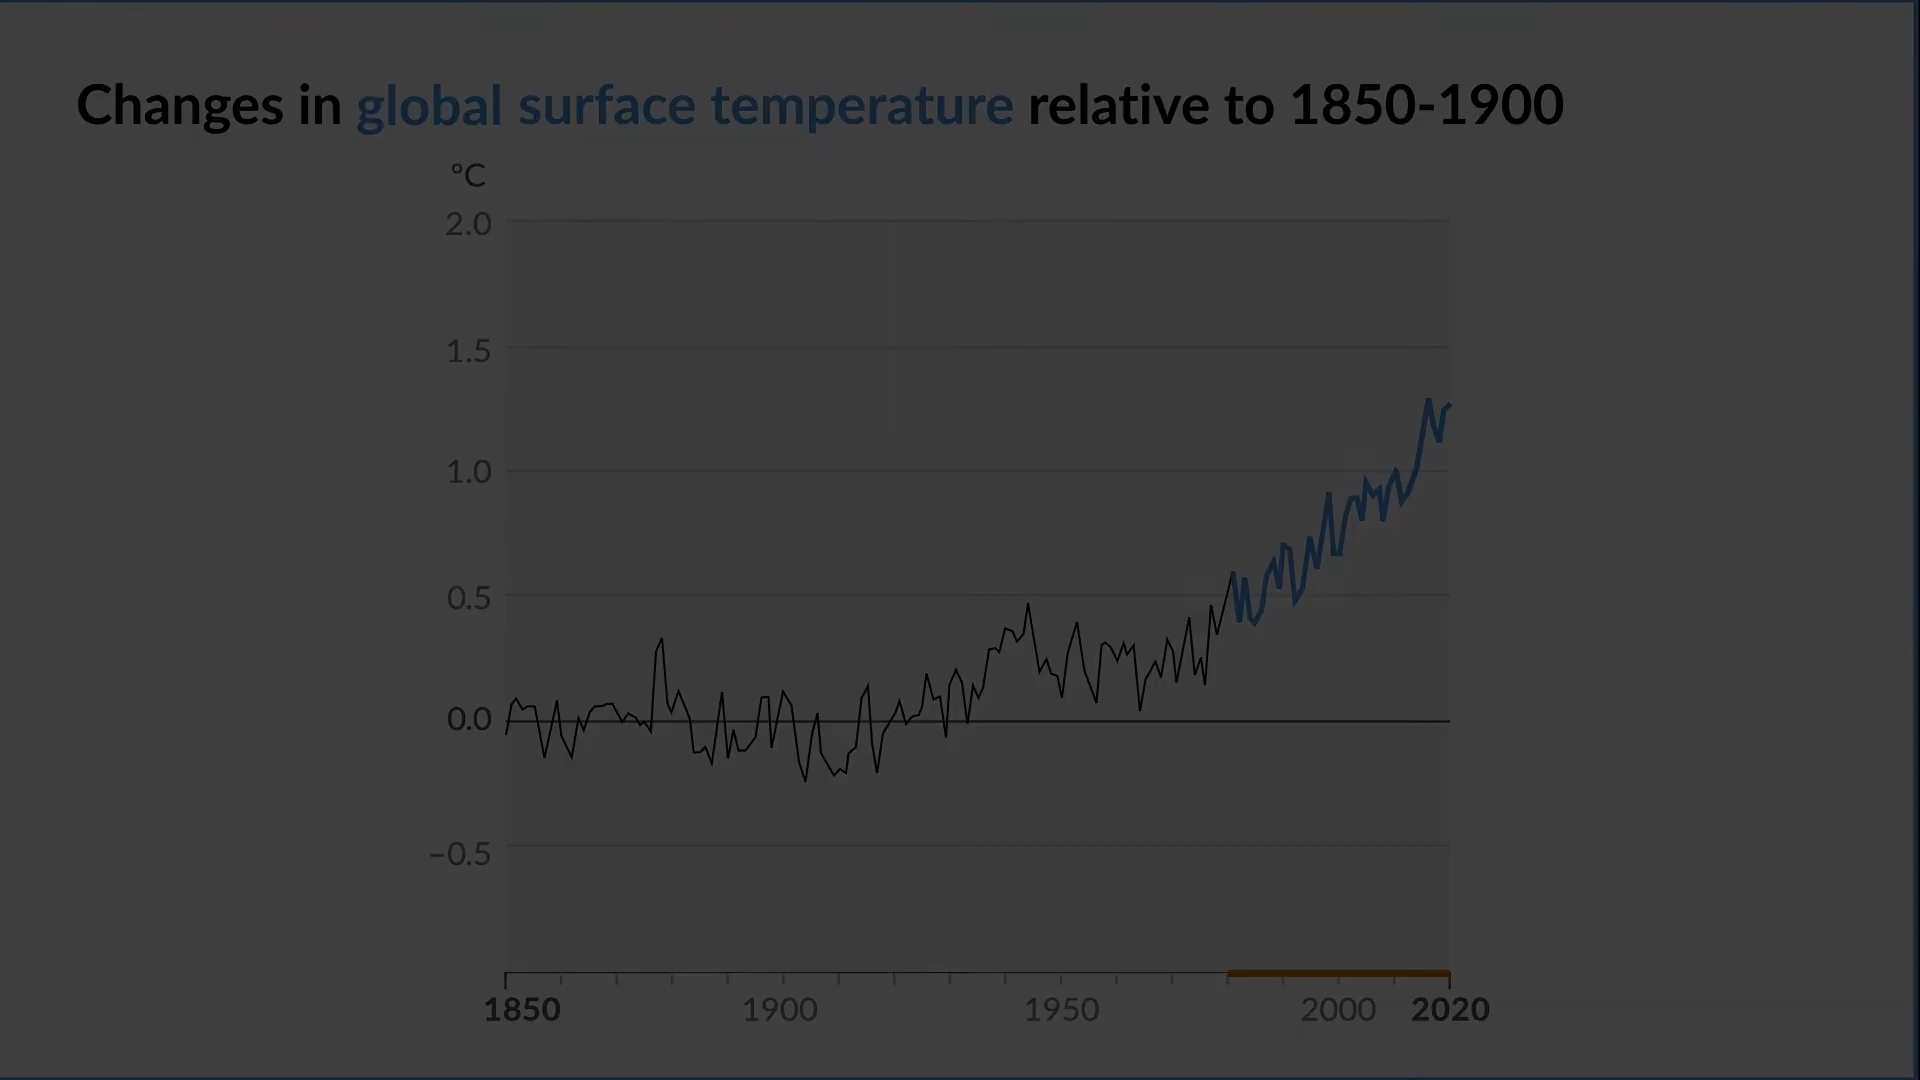 Changes in global surface temperature relative to 1850-1900
°C
2.0
1.5
1.0
0.5
0.0
−0.5
1850 1900 1950 2000 2020